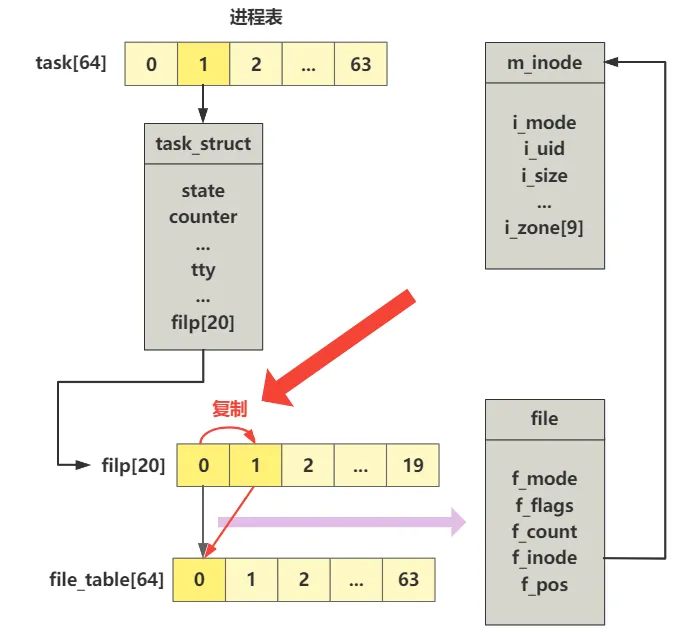 进程表
task[64] 0 1 2 ... 63
task_struct
state
counter
...
tty
...
filp[20]
m_inode
i_mode
i_uid
i_size
...
i_zone[9]
复制
filp[20] 0 1 2 ... 19
file_table[64] 0 1 2 ... 63
file
f_mode
f_flags
f_count
f_inode
f_pos